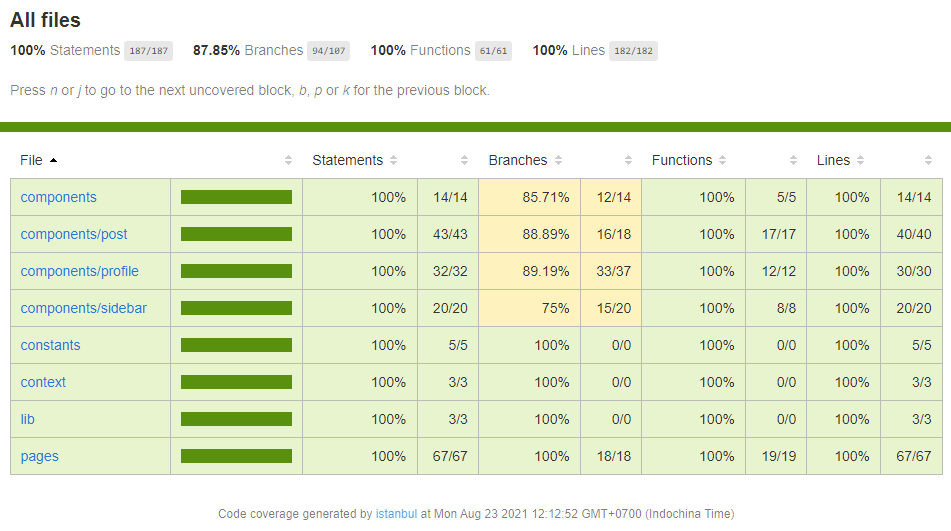 All files
100% Statements 187/187 87.85% Branches 94/107 100% Functions 61/61 100% Lines 182/182
Press n or j to go to the next uncovered block, b, p or k for the previous block.
File Statements Branches Functions Lines
components 100% 14/14 85.71% 12/14 100% 5/5 100% 14/14
components/post 100% 43/43 88.89% 16/18 100% 17/17 100% 40/40
components/profile 100% 32/32 89.19% 33/37 100% 12/12 100% 30/30
components/sidebar 100% 20/20 75% 15/20 100% 8/8 100% 20/20
constants 100% 5/5 100% 0/0 100% 0/0 100% 5/5
context 100% 3/3 100% 0/0 100% 0/0 100% 3/3
lib 100% 3/3 100% 0/0 100% 0/0 100% 3/3
pages 100% 67/67 100% 18/18 100% 19/19 100% 67/67
Code coverage generated by istanbul at Mon Aug 23 2021 12:12:52 GMT+0700 (Indochina Time)